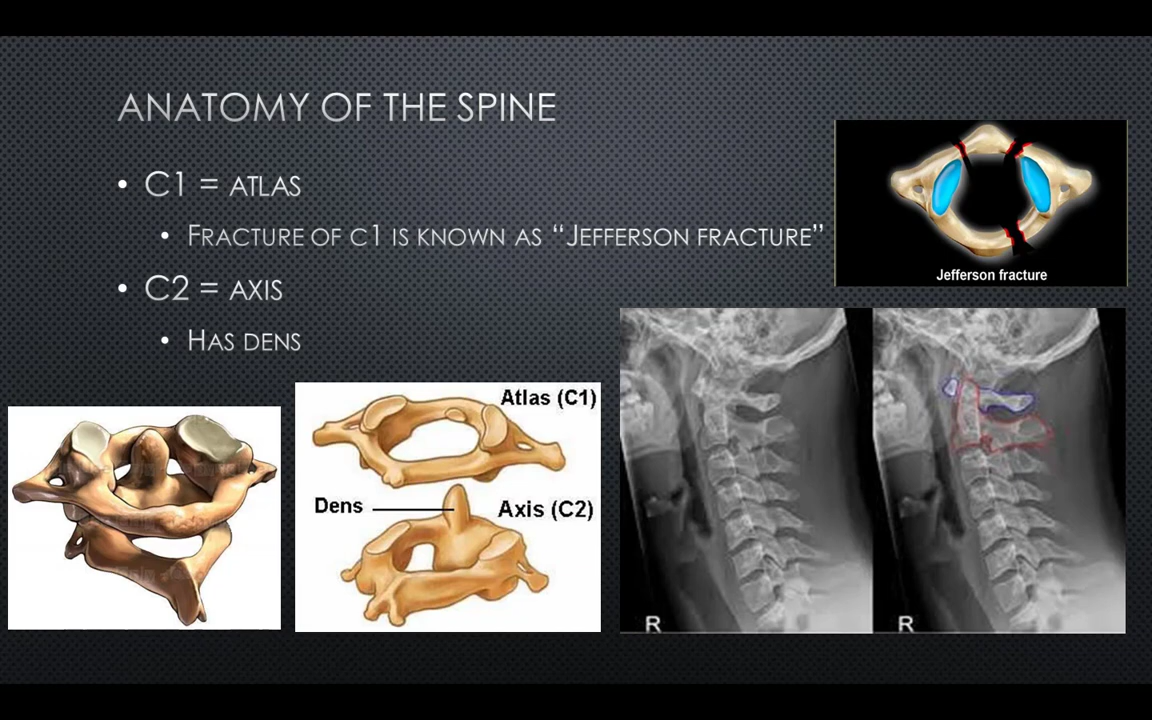 ANATOMY OF THE SPINE
• C1 = ATLAS
• FRACTURE OF C1 IS KNOWN AS “JEFFERSON FRACTURE”
• C2 = AXIS
• HAS DENS
Jefferson fracture
Atlas (C1)
Dens
Axis (C2)
R
R